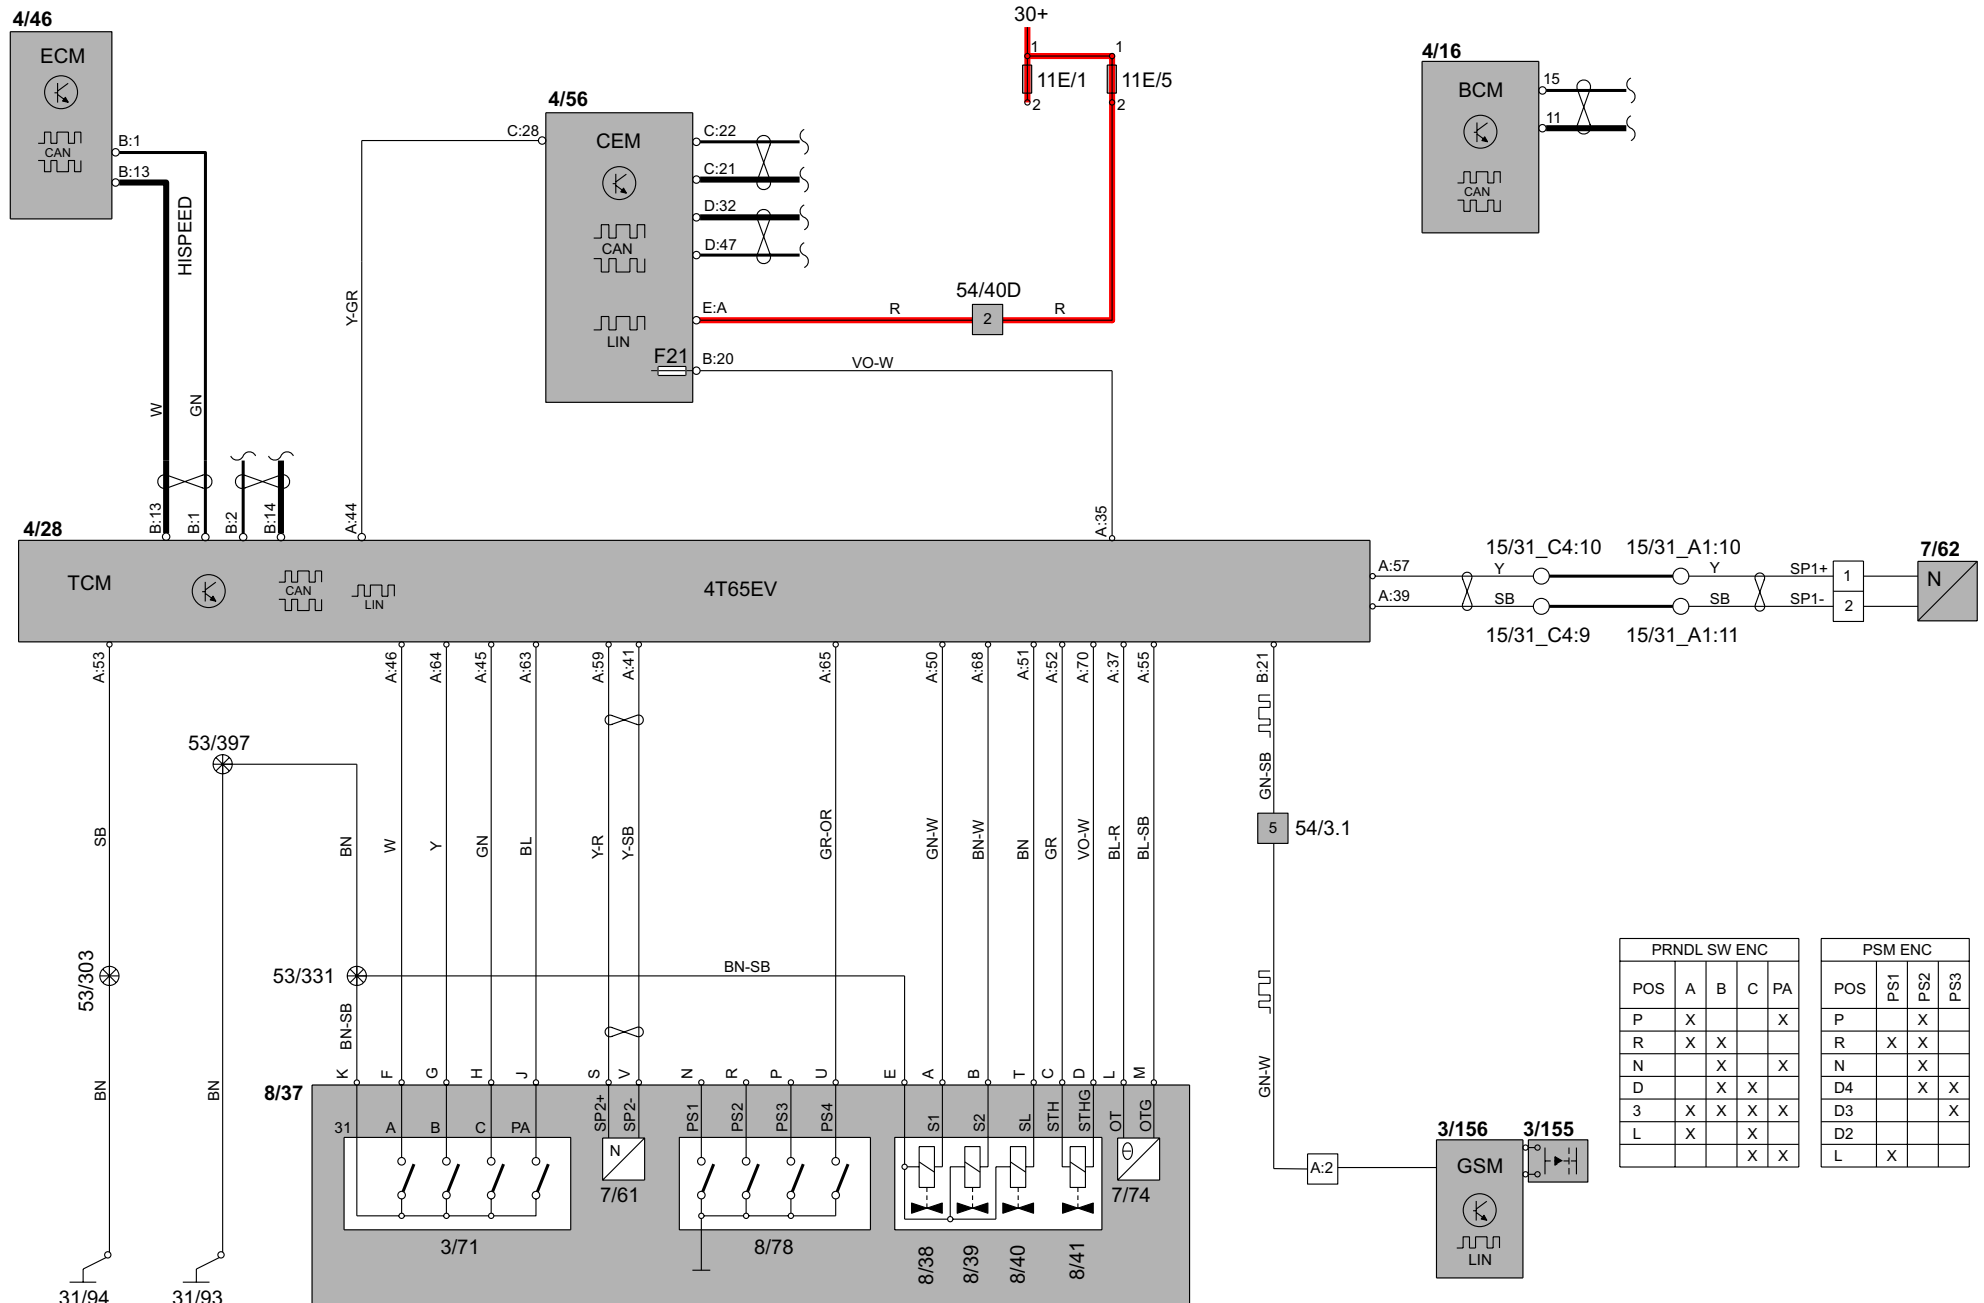 4/46
ECM
CAN
B:1
B:13
HISPEED
W
GN
B:13
B:1
B:2
B:14
Y-GR
A:44
C:28
4/56
CEM
CAN
LIN
F21
C:22
C:21
D:32
D:47
E:A
B:20
R
54/40D
2
R
VO-W
A:35
30+
1
1
11E/1
11E/5
2
2
4/16
BCM
CAN
15
11
4/28
TCM
CAN
LIN
4T65EV
A:57
A:39
Y
SB
15/31_C4:10
15/31_A1:10
15/31_C4:9
15/31_A1:11
Y
SB
SP1+
SP1-
1
2
7/62
N
A:53
A:46
A:64
A:45
A:63
A:59
A:41
A:65
A:50
A:68
A:51
A:52
A:70
A:37
A:55
B:21
53/397
SB
BN
W
Y
GN
BL
Y-R
Y-SB
GR-OR
GN-W
BN-W
BN
GR
VO-W
BL-R
BL-SB
GN-SB
5
54/3.1
53/303
53/331
BN-SB
BN-SB
BN
BN
GN-W
8/37
K
F
G
H
J
S
V
N
R
P
U
E
A
B
T
C
D
L
M
31
A
B
C
PA
SP2+
SP2-
PS1
PS2
PS3
PS4
S1
S2
SL
STH
STHG
OT
OTG
N
Θ
3/71
7/61
8/78
8/38
8/39
8/40
8/41
7/74
31/94
31/93
A:2
3/156
3/155
GSM
LIN
PRNDL SW ENC
POS A B C PA
P X X
R X X
N X X
D X X
3 X X X X
L X X
X X
PSM ENC
POS PS1 PS2 PS3
P X
R X X
N X
D4 X X
D3 X
D2
L X